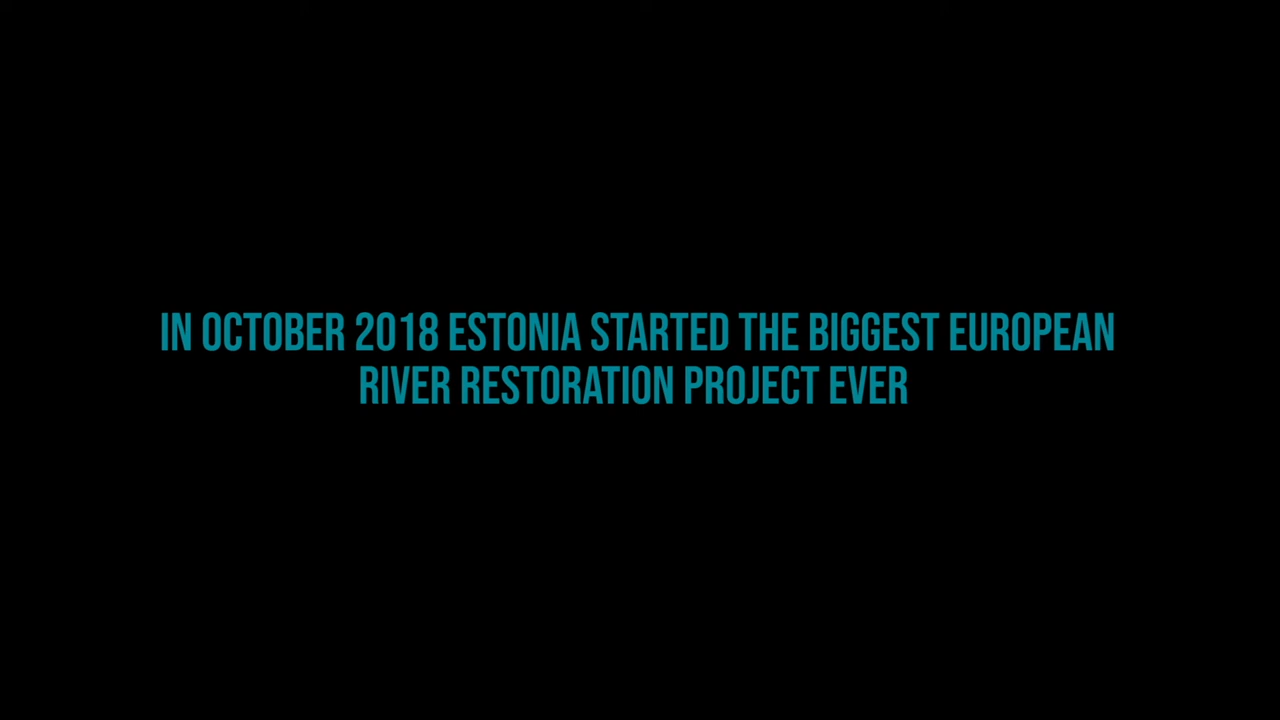 IN OCTOBER 2018 ESTONIA STARTED THE BIGGEST EUROPEAN
RIVER RESTORATION PROJECT EVER